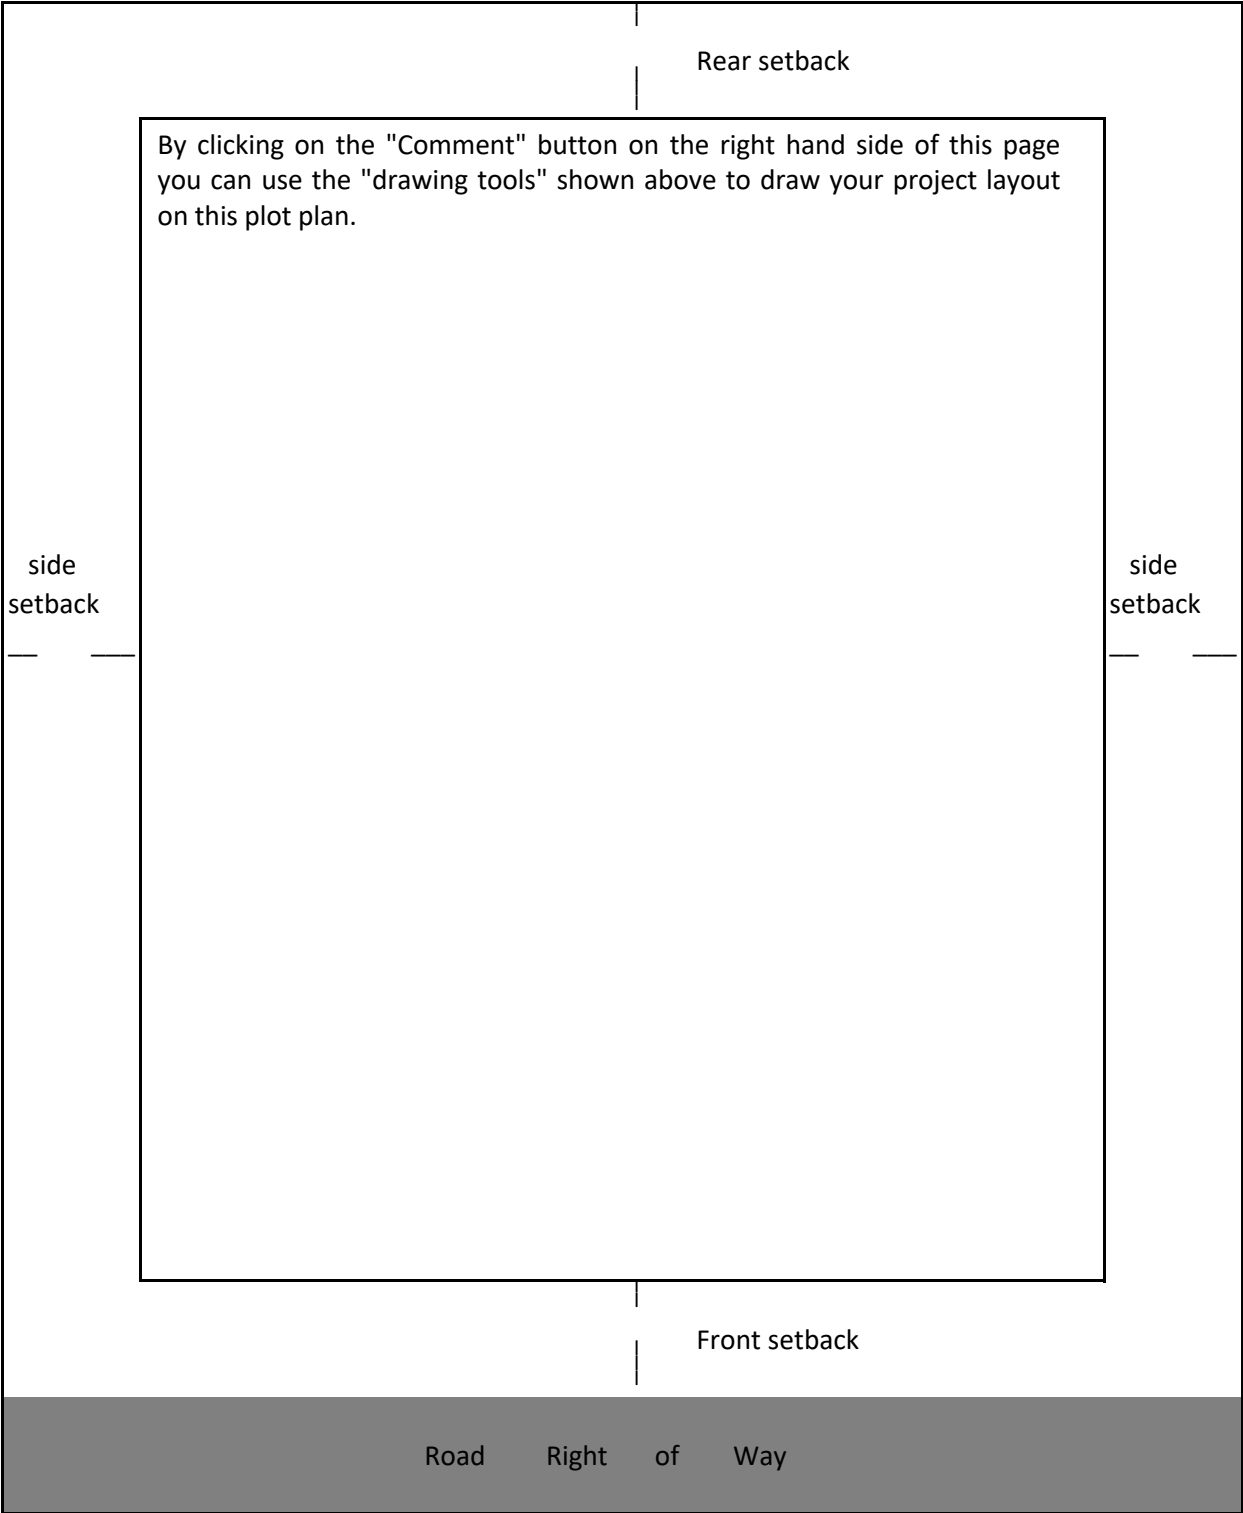 Rear setback
By clicking on the "Comment" button on the right hand side of this page
you can use the "drawing tools" shown above to draw your project layout
on this plot plan.
side
setback
side
setback
Front setback
Road Right of Way